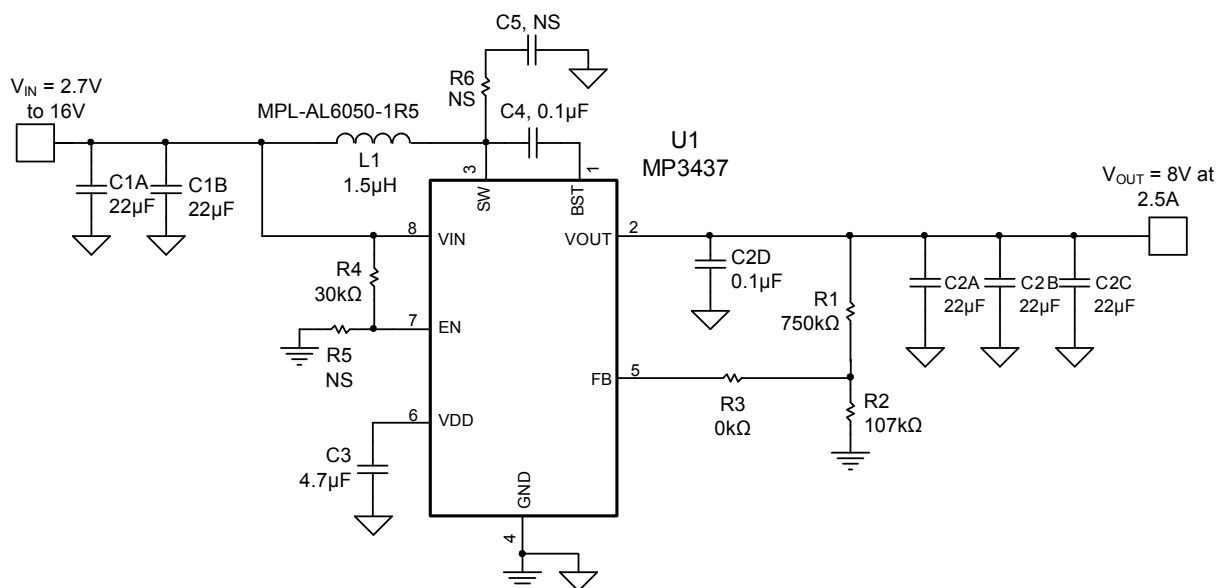 C5, NS
V_IN = 2.7V
to 16V
R6
NS
MPL-AL6050-1R5
C4, 0.1µF
L1
1.5µH
U1
MP3437
C1A
22µF
C1B
22µF
3
SW
1
BST
V_OUT = 8V at
2.5A
8
VIN
VOUT
2
R4
30kΩ
C2D
0.1µF
R1
750kΩ
C2A
22µF
C2B
22µF
C2C
22µF
7
EN
R5
NS
FB
5
R3
0kΩ
R2
107kΩ
6
VDD
C3
4.7µF
GND
4